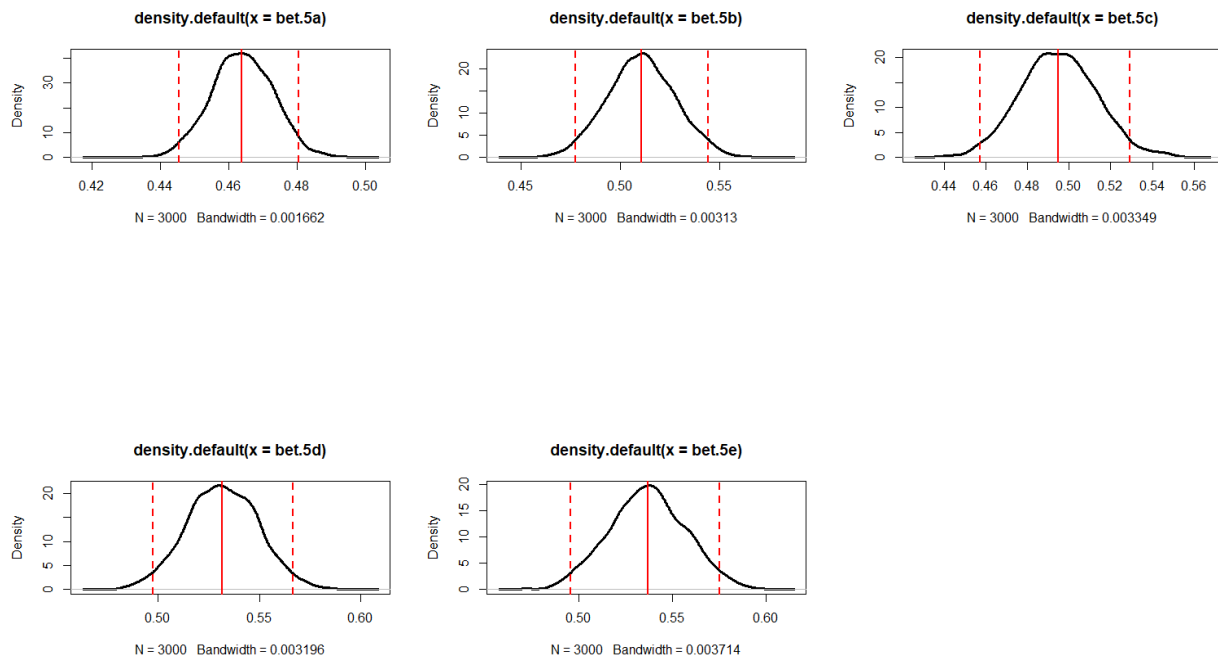 density.default(x = bet.5a)
Density
0 10 30
0.42 0.44 0.46 0.48 0.50
N = 3000 Bandwidth = 0.001662
density.default(x = bet.5b)
Density
0 5 10 20
0.45 0.50 0.55
N = 3000 Bandwidth = 0.00313
density.default(x = bet.5c)
Density
0 5 10 20
0.44 0.46 0.48 0.50 0.52 0.54 0.56
N = 3000 Bandwidth = 0.003349
density.default(x = bet.5d)
Density
0 5 10 20
0.50 0.55 0.60
N = 3000 Bandwidth = 0.003196
density.default(x = bet.5e)
Density
0 5 10 15 20
0.50 0.55 0.60
N = 3000 Bandwidth = 0.003714